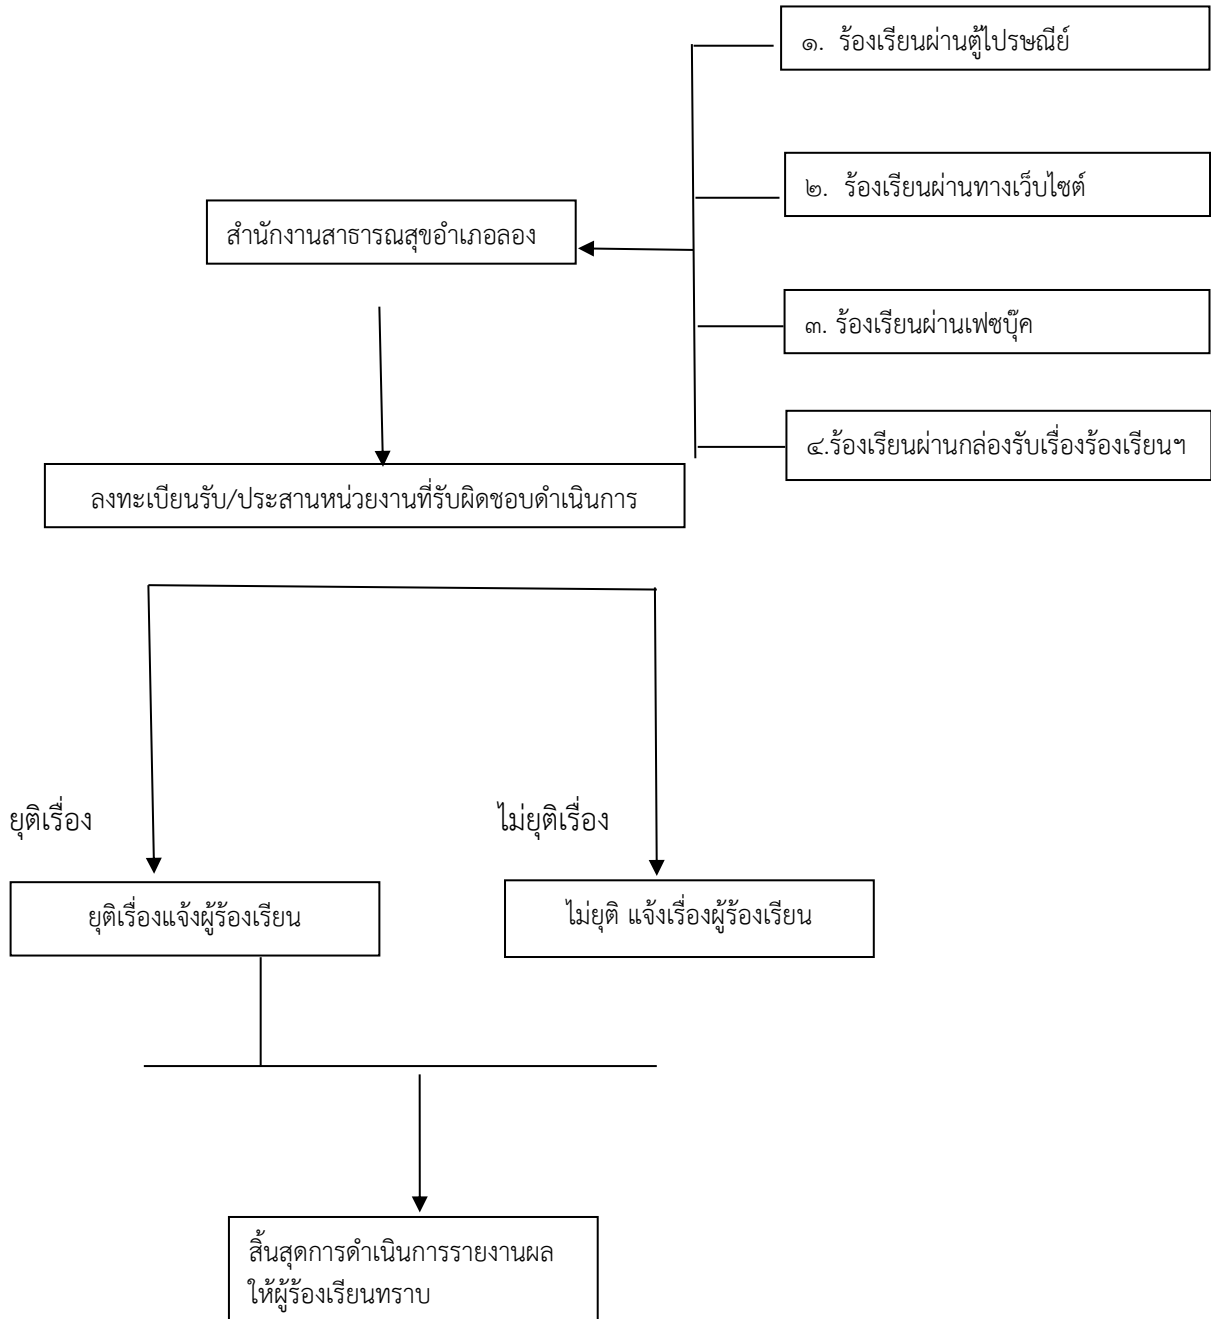 ๑. ร้องเรียนผ่านตู้ไปรษณีย์
๒. ร้องเรียนผ่านทางเว็บไซต์
สำนักงานสาธารณสุขอำเภอลอง
๓. ร้องเรียนผ่านเฟซบุ๊ค
๔.ร้องเรียนผ่านกล่องรับเรื่องร้องเรียนฯ
ลงทะเบียนรับ/ประสานหน่วยงานที่รับผิดชอบดำเนินการ
ยุติเรื่อง
ไม่ยุติเรื่อง
ยุติเรื่องแจ้งผู้ร้องเรียน
ไม่ยุติ แจ้งเรื่องผู้ร้องเรียน
สิ้นสุดการดำเนินการรายงานผล
ให้ผู้ร้องเรียนทราบ